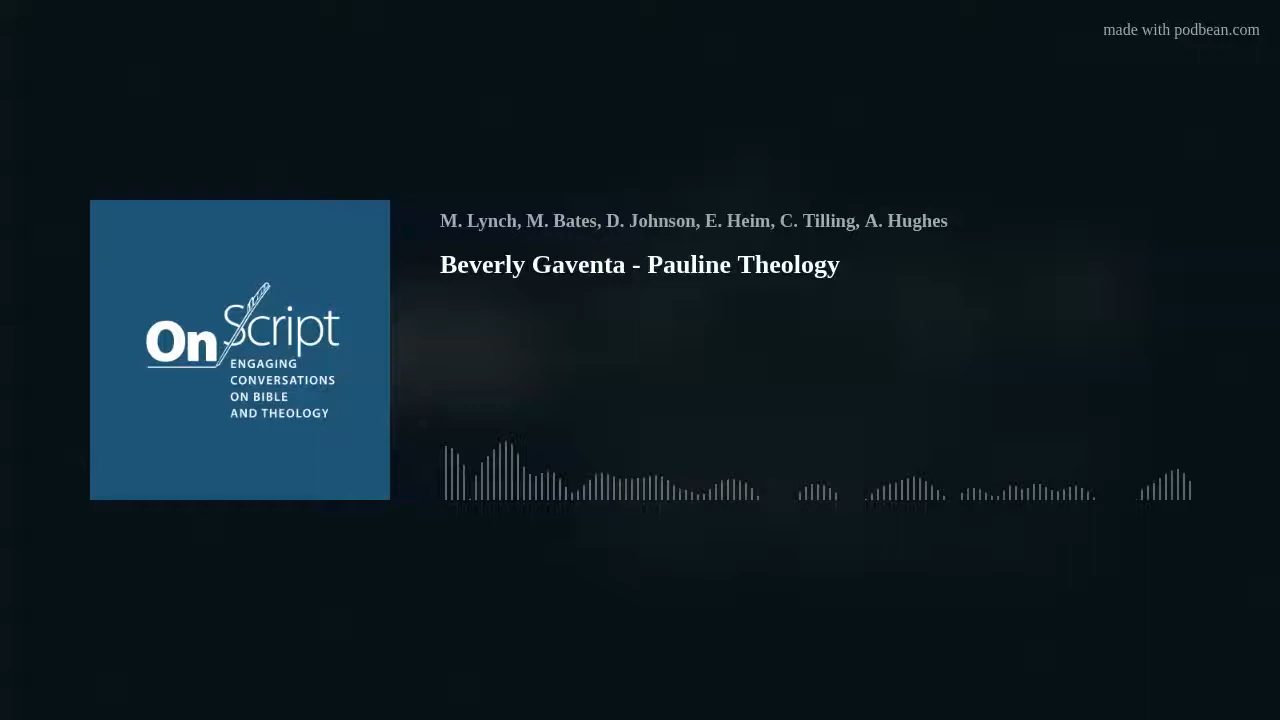 made with podbean.com
M. Lynch, M. Bates, D. Johnson, E. Heim, C. Tilling, A. Hughes
Beverly Gaventa - Pauline Theology
OnScript
ENGAGING
CONVERSATIONS
ON BIBLE
AND THEOLOGY